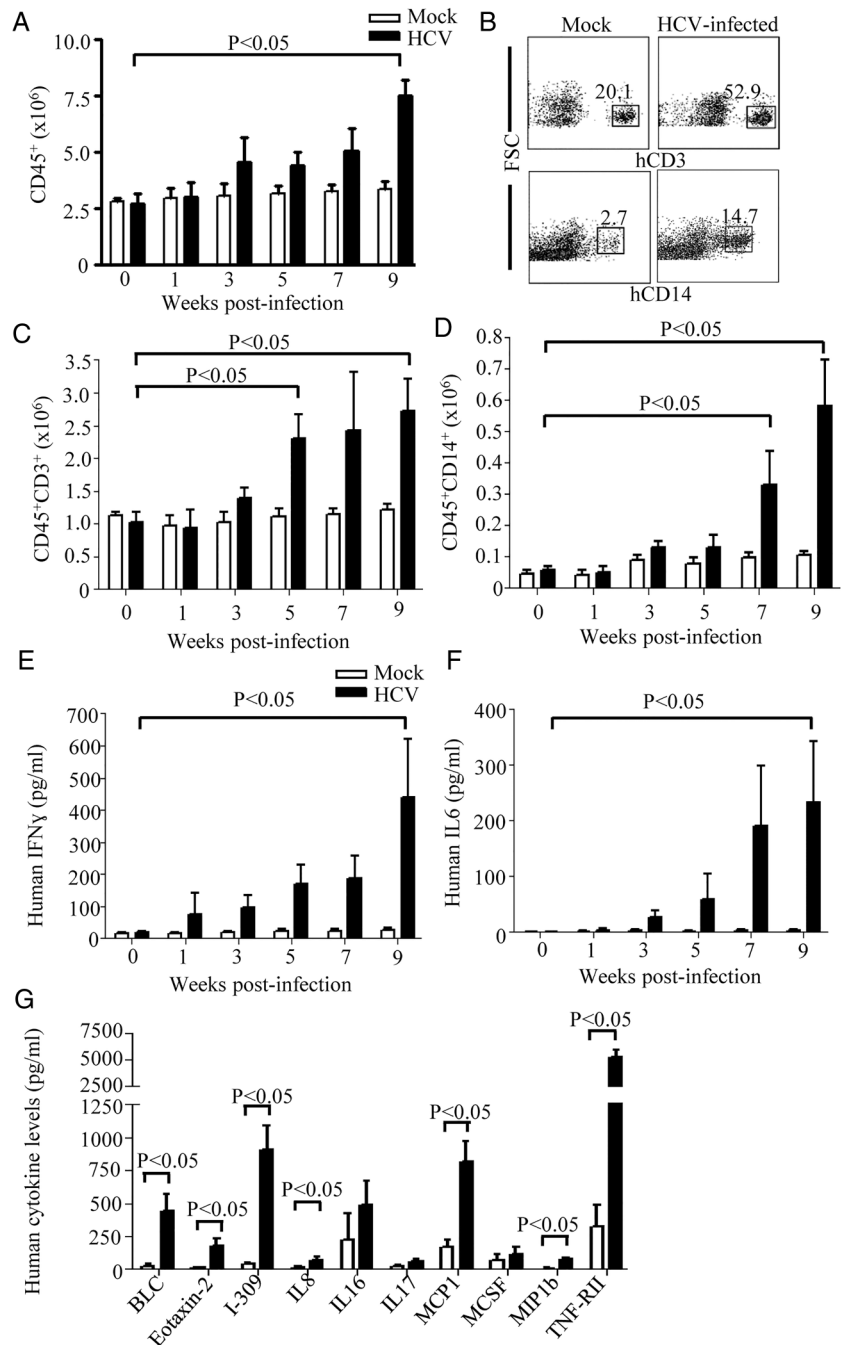 A
Mock
HCV
P<0.05
10.0
7.5
5.0
2.5
0
CD45⁺ (x10⁶)
0 1 3 5 7 9
Weeks post-infection
B
Mock HCV-infected
20.1 52.9
hCD3
FSC
2.7 14.7
hCD14
C
P<0.05
P<0.05
3.5
3.0
2.5
2.0
1.5
1.0
0.5
0
CD45⁺CD3⁺ (x10⁶)
0 1 3 5 7 9
Weeks post-infection
D
P<0.05
P<0.05
0.8
0.7
0.6
0.5
0.4
0.3
0.2
0.1
0
CD45⁺CD14⁺ (x10⁶)
0 1 3 5 7 9
Weeks post-infection
E
Mock
HCV
P<0.05
700
600
500
400
300
200
100
0
Human IFNγ (pg/ml)
0 1 3 5 7 9
Weeks post-infection
F
P<0.05
400
300
200
100
0
Human IL6 (pg/ml)
0 1 3 5 7 9
Weeks post-infection
G
Human cytokine levels (pg/ml)
7500
5000
2500
1250
1000
750
500
250
0
P<0.05
P<0.05
P<0.05
P<0.05
P<0.05
P<0.05
P<0.05
BLC
Eotaxin-2
I-309
IL8
IL16
IL17
MCP1
MCSF
MIP1b
TNF-RII